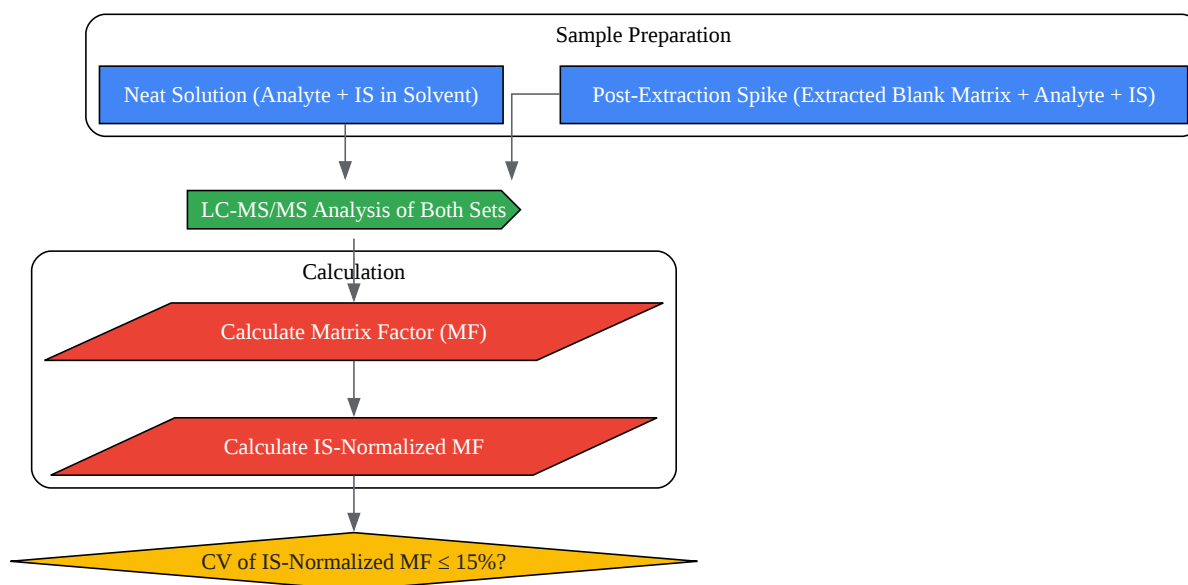 Sample Preparation
Neat Solution (Analyte + IS in Solvent)
Post-Extraction Spike (Extracted Blank Matrix + Analyte + IS)
LC-MS/MS Analysis of Both Sets
Calculation
Calculate Matrix Factor (MF)
Calculate IS-Normalized MF
CV of IS-Normalized MF ≤ 15%?